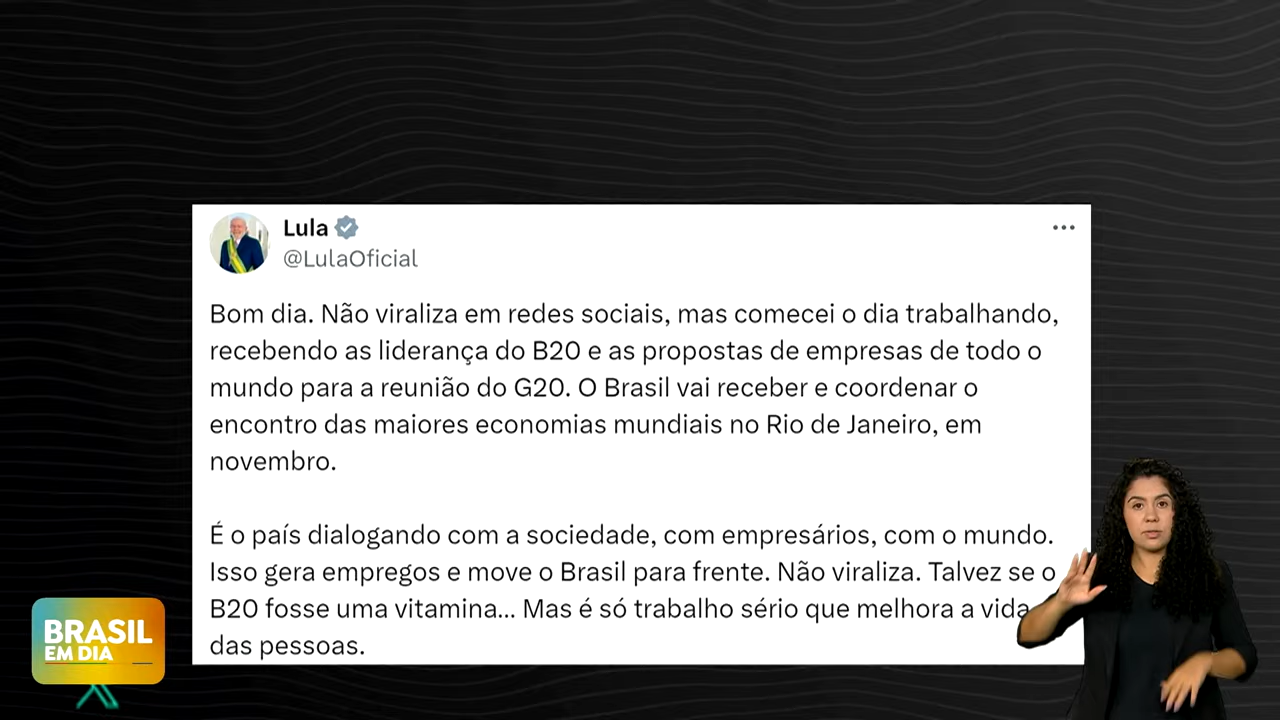 Lula
@LulaOficial
Bom dia. Não viraliza em redes sociais, mas comecei o dia trabalhando,
recebendo as liderança do B20 e as propostas de empresas de todo o
mundo para a reunião do G20. O Brasil vai receber e coordenar o
encontro das maiores economias mundiais no Rio de Janeiro, em
novembro.
É o país dialogando com a sociedade, com empresários, com o mundo.
Isso gera empregos e move o Brasil para frente. Não viraliza. Talvez se o
B20 fosse uma vitamina... Mas é só trabalho sério que melhora a vida
das pessoas.
BRASIL
EM DIA